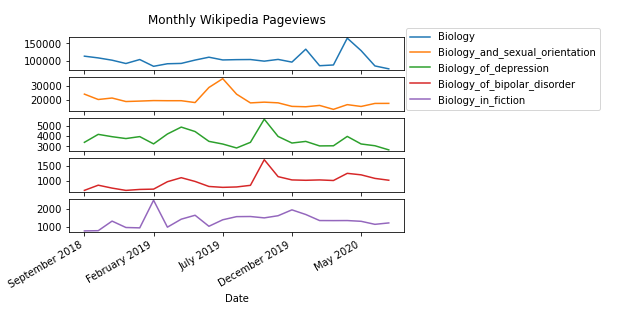 Monthly Wikipedia Pageviews
Biology
Biology_and_sexual_orientation
Biology_of_depression
Biology_of_bipolar_disorder
Biology_in_fiction
150000
100000
30000
20000
5000
4000
3000
1500
1000
2000
1000
September 2018
February 2019
July 2019
December 2019
May 2020
Date